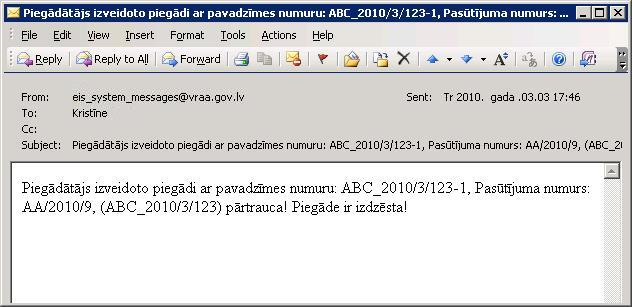 Piegādātājs izveidoto piegādi ar pavadzīmes numuru: ABC_2010/3/123-1, Pasūtījuma numurs: ...
File Edit View Insert Format Tools Actions Help
Reply Reply to All Forward
From: eis_system_messages@vraa.gov.lv Sent: Tr 2010. gada .03.03 17:46
To: Kristīne
Cc:
Subject: Piegādātājs izveidoto piegādi ar pavadzīmes numuru: ABC_2010/3/123-1, Pasūtījuma numurs: AA/2010/9, (ABC_20
Piegādātājs izveidoto piegādi ar pavadzīmes numuru: ABC_2010/3/123-1, Pasūtījuma numurs:
AA/2010/9, (ABC_2010/3/123) pārtrauca! Piegāde ir izdzēsta!